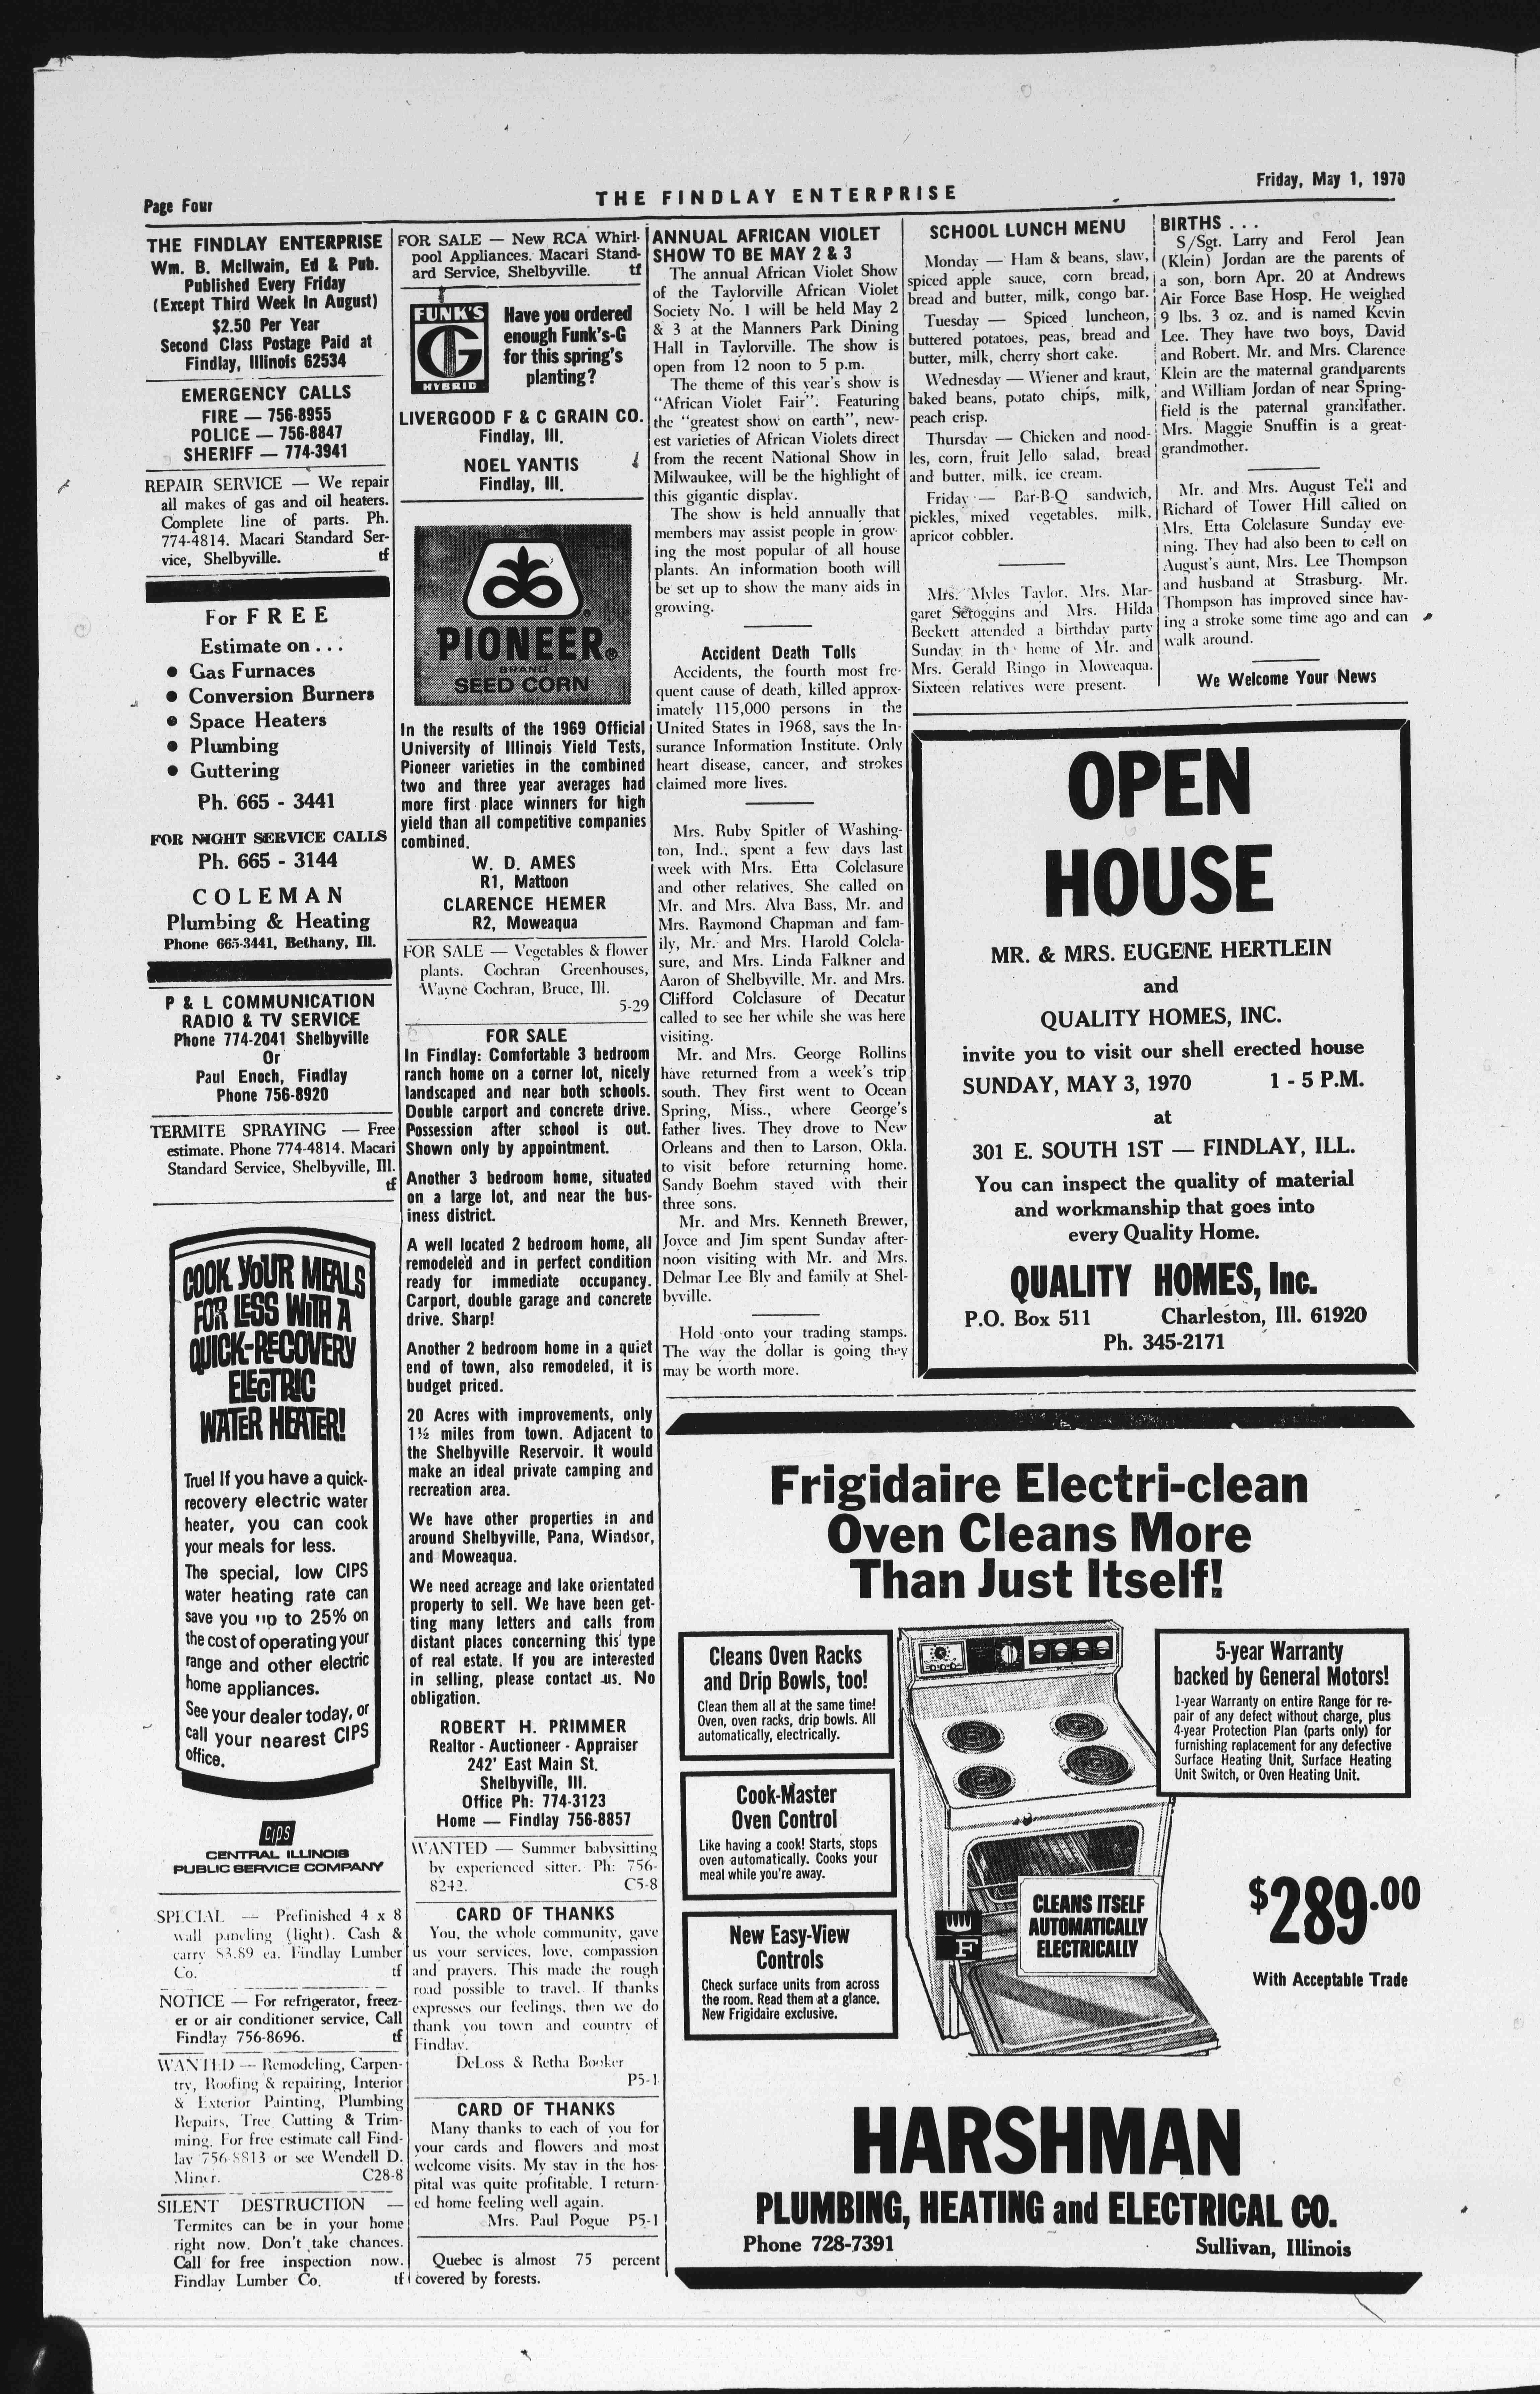 Page Four
THE FINDLAY ENTERPRISE
Friday, May 1, 1970
THE FINDLAY ENTERPRISE
Wm. B. McIlwain, Ed & Pub.
Published Every Friday
(Except Third Week In August)
$2.50 Per Year
Second Class Postage Paid at
Findlay, Illinois 62534
EMERGENCY CALLS
FIRE — 756-8955
POLICE — 756-8847
SHERIFF — 774-3941
REPAIR SERVICE — We repair
all makes of gas and oil heaters.
Complete line of parts. Ph.
774-4814. Macari Standard Ser-
vice, Shelbyville. tf
For FREE
Estimate on . . .
● Gas Furnaces
● Conversion Burners
● Space Heaters
● Plumbing
● Guttering
Ph. 665 - 3441
FOR NIGHT SERVICE CALLS
Ph. 665 - 3144
COLEMAN
Plumbing & Heating
Phone 665-3441, Bethany, Ill.
P & L COMMUNICATION
RADIO & TV SERVICE
Phone 774-2041 Shelbyville
Or
Paul Enoch, Findlay
Phone 756-8920
TERMITE SPRAYING — Free
estimate. Phone 774-4814. Macari
Standard Service, Shelbyville, Ill.
tf
COOK YOUR MEALS
FOR LESS WITH A
QUICK-RECOVERY
ELECTRIC
WATER HEATER!
True! If you have a quick-
recovery electric water
heater, you can cook
your meals for less.
The special, low CIPS
water heating rate can
save you up to 25% on
the cost of operating your
range and other electric
home appliances.
See your dealer today, or
call your nearest CIPS
office.
CIPS
CENTRAL ILLINOIS
PUBLIC SERVICE COMPANY
SPECIAL — Prefinished 4 x 8
wall paneling (light). Cash &
carry $3.89 ea. Findlay Lumber
Co. tf
NOTICE — For refrigerator, freez-
er or air conditioner service, Call
Findlay 756-8696. tf
WANTED — Remodeling, Carpen-
try, Roofing & repairing, Interior
& Exterior Painting, Plumbing
Repairs, Tree Cutting & Trim-
ming. For free estimate call Find-
lay 756-8813 or see Wendell D.
Miner. C28-8
SILENT DESTRUCTION —
Termites can be in your home
right now. Don't take chances.
Call for free inspection now.
Findlay Lumber Co. tf
FOR SALE — New RCA Whirl-
pool Appliances. Macari Stand-
ard Service, Shelbyville. tf
FUNK'S
G
HYBRID
Have you ordered
enough Funk's-G
for this spring's
planting?
LIVERGOOD F & C GRAIN CO.
Findlay, Ill.
NOEL YANTIS
Findlay, Ill.
PIONEER®
BRAND
SEED CORN
In the results of the 1969 Official
University of Illinois Yield Tests,
Pioneer varieties in the combined
two and three year averages had
more first place winners for high
yield than all competitive companies
combined.
W. D. AMES
R1, Mattoon
CLARENCE HEMER
R2, Moweaqua
FOR SALE — Vegetables & flower
plants. Cochran Greenhouses,
Wayne Cochran, Bruce, Ill.
5-29
FOR SALE
In Findlay: Comfortable 3 bedroom
ranch home on a corner lot, nicely
landscaped and near both schools.
Double carport and concrete drive.
Possession after school is out.
Shown only by appointment.
Another 3 bedroom home, situated
on a large lot, and near the bus-
iness district.
A well located 2 bedroom home, all
remodeled and in perfect condition
ready for immediate occupancy.
Carport, double garage and concrete
drive. Sharp!
Another 2 bedroom home in a quiet
end of town, also remodeled, it is
budget priced.
20 Acres with improvements, only
1½ miles from town. Adjacent to
the Shelbyville Reservoir. It would
make an ideal private camping and
recreation area.
We have other properties in and
around Shelbyville, Pana, Windsor,
and Moweaqua.
We need acreage and lake orientated
property to sell. We have been get-
ting many letters and calls from
distant places concerning this type
of real estate. If you are interested
in selling, please contact us. No
obligation.
ROBERT H. PRIMMER
Realtor - Auctioneer - Appraiser
242' East Main St.
Shelbyville, Ill.
Office Ph: 774-3123
Home — Findlay 756-8857
WANTED — Summer babysitting
by experienced sitter. Ph: 756-
8242. C5-8
CARD OF THANKS
You, the whole community, gave
us your services, love, compassion
and prayers. This made the rough
road possible to travel. If thanks
expresses our feelings, then we do
thank you town and country of
Findlay.
DeLoss & Retha Booker
P5-1
CARD OF THANKS
Many thanks to each of you for
your cards and flowers and most
welcome visits. My stay in the hos-
pital was quite profitable. I return-
ed home feeling well again.
Mrs. Paul Pogue P5-1
Quebec is almost 75 percent
covered by forests.
ANNUAL AFRICAN VIOLET
SHOW TO BE MAY 2 & 3
The annual African Violet Show
of the Taylorville African Violet
Society No. 1 will be held May 2
& 3 at the Manners Park Dining
Hall in Taylorville. The show is
open from 12 noon to 5 p.m.
The theme of this year's show is
"African Violet Fair". Featuring
the "greatest show on earth", new-
est varieties of African Violets direct
from the recent National Show in
Milwaukee, will be the highlight of
this gigantic display.
The show is held annually that
members may assist people in grow
ing the most popular of all house
plants. An information booth will
be set up to show the many aids in
growing.
Accident Death Tolls
Accidents, the fourth most fre-
quent cause of death, killed approx-
imately 115,000 persons in the
United States in 1968, says the In-
surance Information Institute. Only
heart disease, cancer, and strokes
claimed more lives.
Mrs. Ruby Spitler of Washing-
ton, Ind., spent a few days last
week with Mrs. Etta Colclasure
and other relatives. She called on
Mr. and Mrs. Alva Bass, Mr. and
Mrs. Raymond Chapman and fam-
ily, Mr. and Mrs. Harold Colcla-
sure, and Mrs. Linda Falkner and
Aaron of Shelbyville. Mr. and Mrs.
Clifford Colclasure of Decatur
called to see her while she was here
visiting.
Mr. and Mrs. George Rollins
have returned from a week's trip
south. They first went to Ocean
Spring, Miss., where George's
father lives. They drove to New
Orleans and then to Larson, Okla.
to visit before returning home.
Sandy Boehm stayed with their
three sons.
Mr. and Mrs. Kenneth Brewer,
Joyce and Jim spent Sunday after-
noon visiting with Mr. and Mrs.
Delmar Lee Bly and family at Shel-
byville.
Hold onto your trading stamps.
The way the dollar is going they
may be worth more.
SCHOOL LUNCH MENU
Monday — Ham & beans, slaw,
spiced apple sauce, corn bread,
bread and butter, milk, congo bar.
Tuesday — Spiced luncheon,
buttered potatoes, peas, bread and
butter, milk, cherry short cake.
Wednesday — Wiener and kraut,
baked beans, potato chips, milk,
peach crisp.
Thursday — Chicken and nood-
les, corn, fruit Jello salad, bread
and butter, milk, ice cream.
Friday — Bar-B-Q sandwich,
pickles, mixed vegetables, milk,
apricot cobbler.
Mrs. Myles Taylor, Mrs. Mar-
garet Scroggins and Mrs. Hilda
Beckett attended a birthday party
Sunday in the home of Mr. and
Mrs. Gerald Ringo in Moweaqua.
Sixteen relatives were present.
BIRTHS . . .
S/Sgt. Larry and Ferol Jean
(Klein) Jordan are the parents of
a son, born Apr. 20 at Andrews
Air Force Base Hosp. He weighed
9 lbs. 3 oz. and is named Kevin
Lee. They have two boys, David
and Robert. Mr. and Mrs. Clarence
Klein are the maternal grandparents
and William Jordan of near Spring-
field is the paternal grandfather.
Mrs. Maggie Snuffin is a great-
grandmother.
Mr. and Mrs. August Tell and
Richard of Tower Hill called on
Mrs. Etta Colclasure Sunday eve
ning. They had also been to call on
August's aunt, Mrs. Lee Thompson
and husband at Strasburg. Mr.
Thompson has improved since hav-
ing a stroke some time ago and can
walk around.
We Welcome Your News
OPEN
HOUSE
MR. & MRS. EUGENE HERTLEIN
and
QUALITY HOMES, INC.
invite you to visit our shell erected house
SUNDAY, MAY 3, 1970 1 - 5 P.M.
at
301 E. SOUTH 1ST — FINDLAY, ILL.
You can inspect the quality of material
and workmanship that goes into
every Quality Home.
QUALITY HOMES, Inc.
P.O. Box 511 Charleston, Ill. 61920
Ph. 345-2171
Frigidaire Electri-clean
Oven Cleans More
Than Just Itself!
Cleans Oven Racks
and Drip Bowls, too!
Clean them all at the same time!
Oven, oven racks, drip bowls. All
automatically, electrically.
Cook-Master
Oven Control
Like having a cook! Starts, stops
oven automatically. Cooks your
meal while you're away.
New Easy-View
Controls
Check surface units from across
the room. Read them at a glance.
New Frigidaire exclusive.
F
CLEANS ITSELF
AUTOMATICALLY
ELECTRICALLY
5-year Warranty
backed by General Motors!
1-year Warranty on entire Range for re-
pair of any defect without charge, plus
4-year Protection Plan (parts only) for
furnishing replacement for any defective
Surface Heating Unit, Surface Heating
Unit Switch, or Oven Heating Unit.
$289.00
With Acceptable Trade
HARSHMAN
PLUMBING, HEATING and ELECTRICAL CO.
Phone 728-7391 Sullivan, Illinois